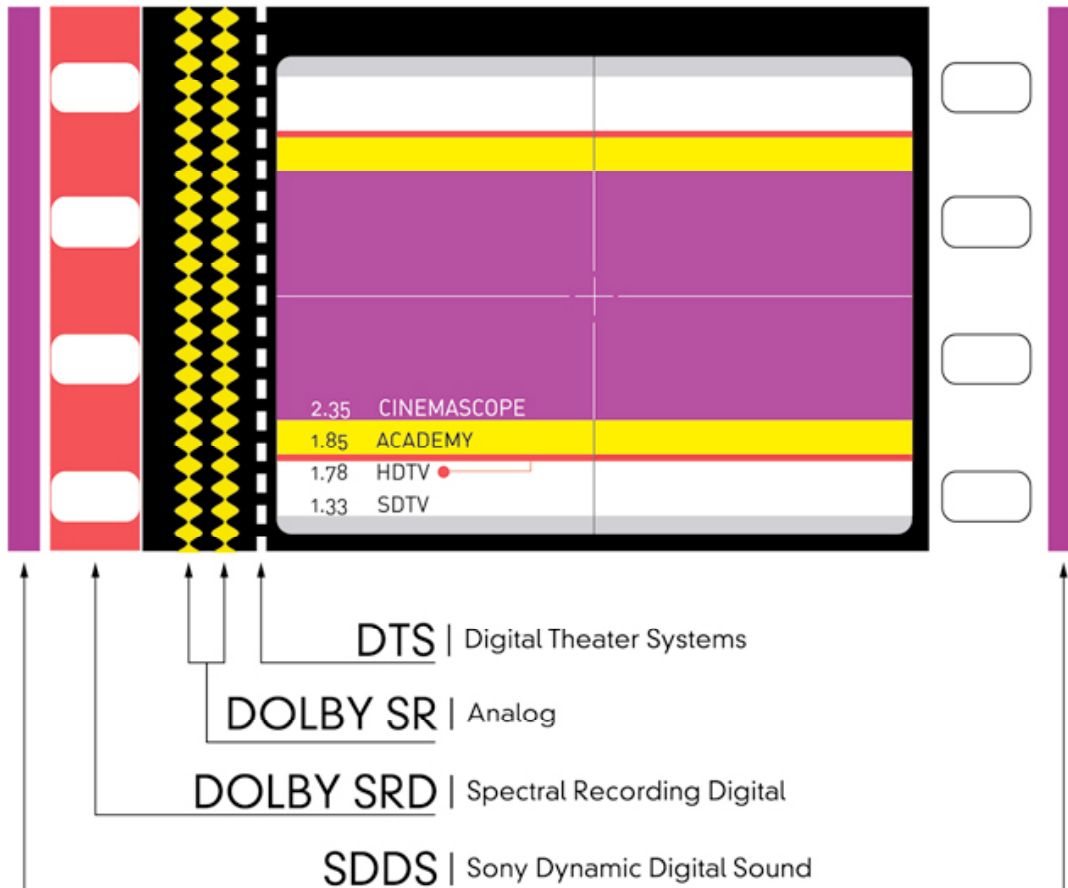 2.35 CINEMASCOPE
1.85 ACADEMY
1.78 HDTV
1.33 SDTV
DTS | Digital Theater Systems
DOLBY SR | Analog
DOLBY SRD | Spectral Recording Digital
SDDS | Sony Dynamic Digital Sound